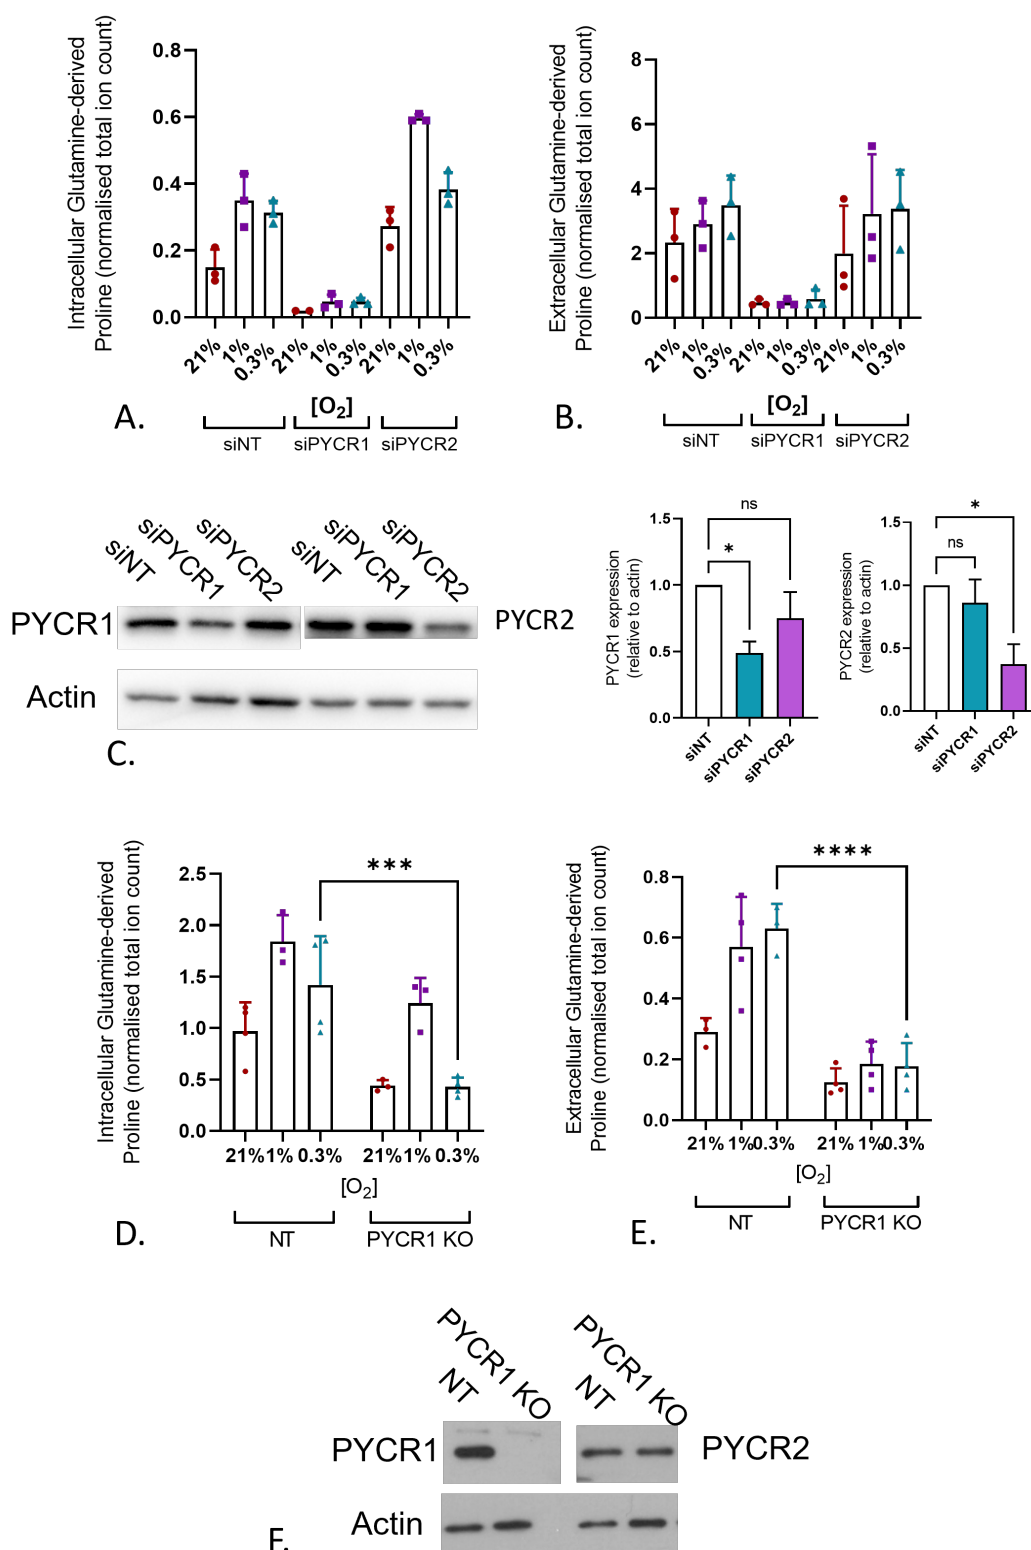 Intracellular Glutamine-derived
Proline (normalised total ion count)
0.8
0.6
0.4
0.2
0.0
21% 1% 0.3% 21% 1% 0.3% 21% 1% 0.3%
[O2]
siNT siPYCR1 siPYCR2
A.
Extracellular Glutamine-derived
Proline (normalised total ion count)
8
6
4
2
0
21% 1% 0.3% 21% 1% 0.3% 21% 1% 0.3%
[O2]
siNT siPYCR1 siPYCR2
B.
siNT siPYCR1 siPYCR2 siNT siPYCR1 siPYCR2
PYCR1 PYCR2
Actin
C.
PYCR1 expression
(relative to actin)
1.5
1.0
0.5
0.0
ns
*
siNT siPYCR1 siPYCR2
PYCR2 expression
(relative to actin)
1.5
1.0
0.5
0.0
*
ns
siNT siPYCR1 siPYCR2
Intracellular Glutamine-derived
Proline (normalised total ion count)
2.5
2.0
1.5
1.0
0.5
0.0
***
21% 1% 0.3% 21% 1% 0.3%
[O2]
NT PYCR1 KO
D.
Extracellular Glutamine-derived
Proline (normalised total ion count)
0.8
0.6
0.4
0.2
0.0
****
21% 1% 0.3% 21% 1% 0.3%
[O2]
NT PYCR1 KO
E.
NT PYCR1 KO NT PYCR1 KO
PYCR1 PYCR2
Actin
F.